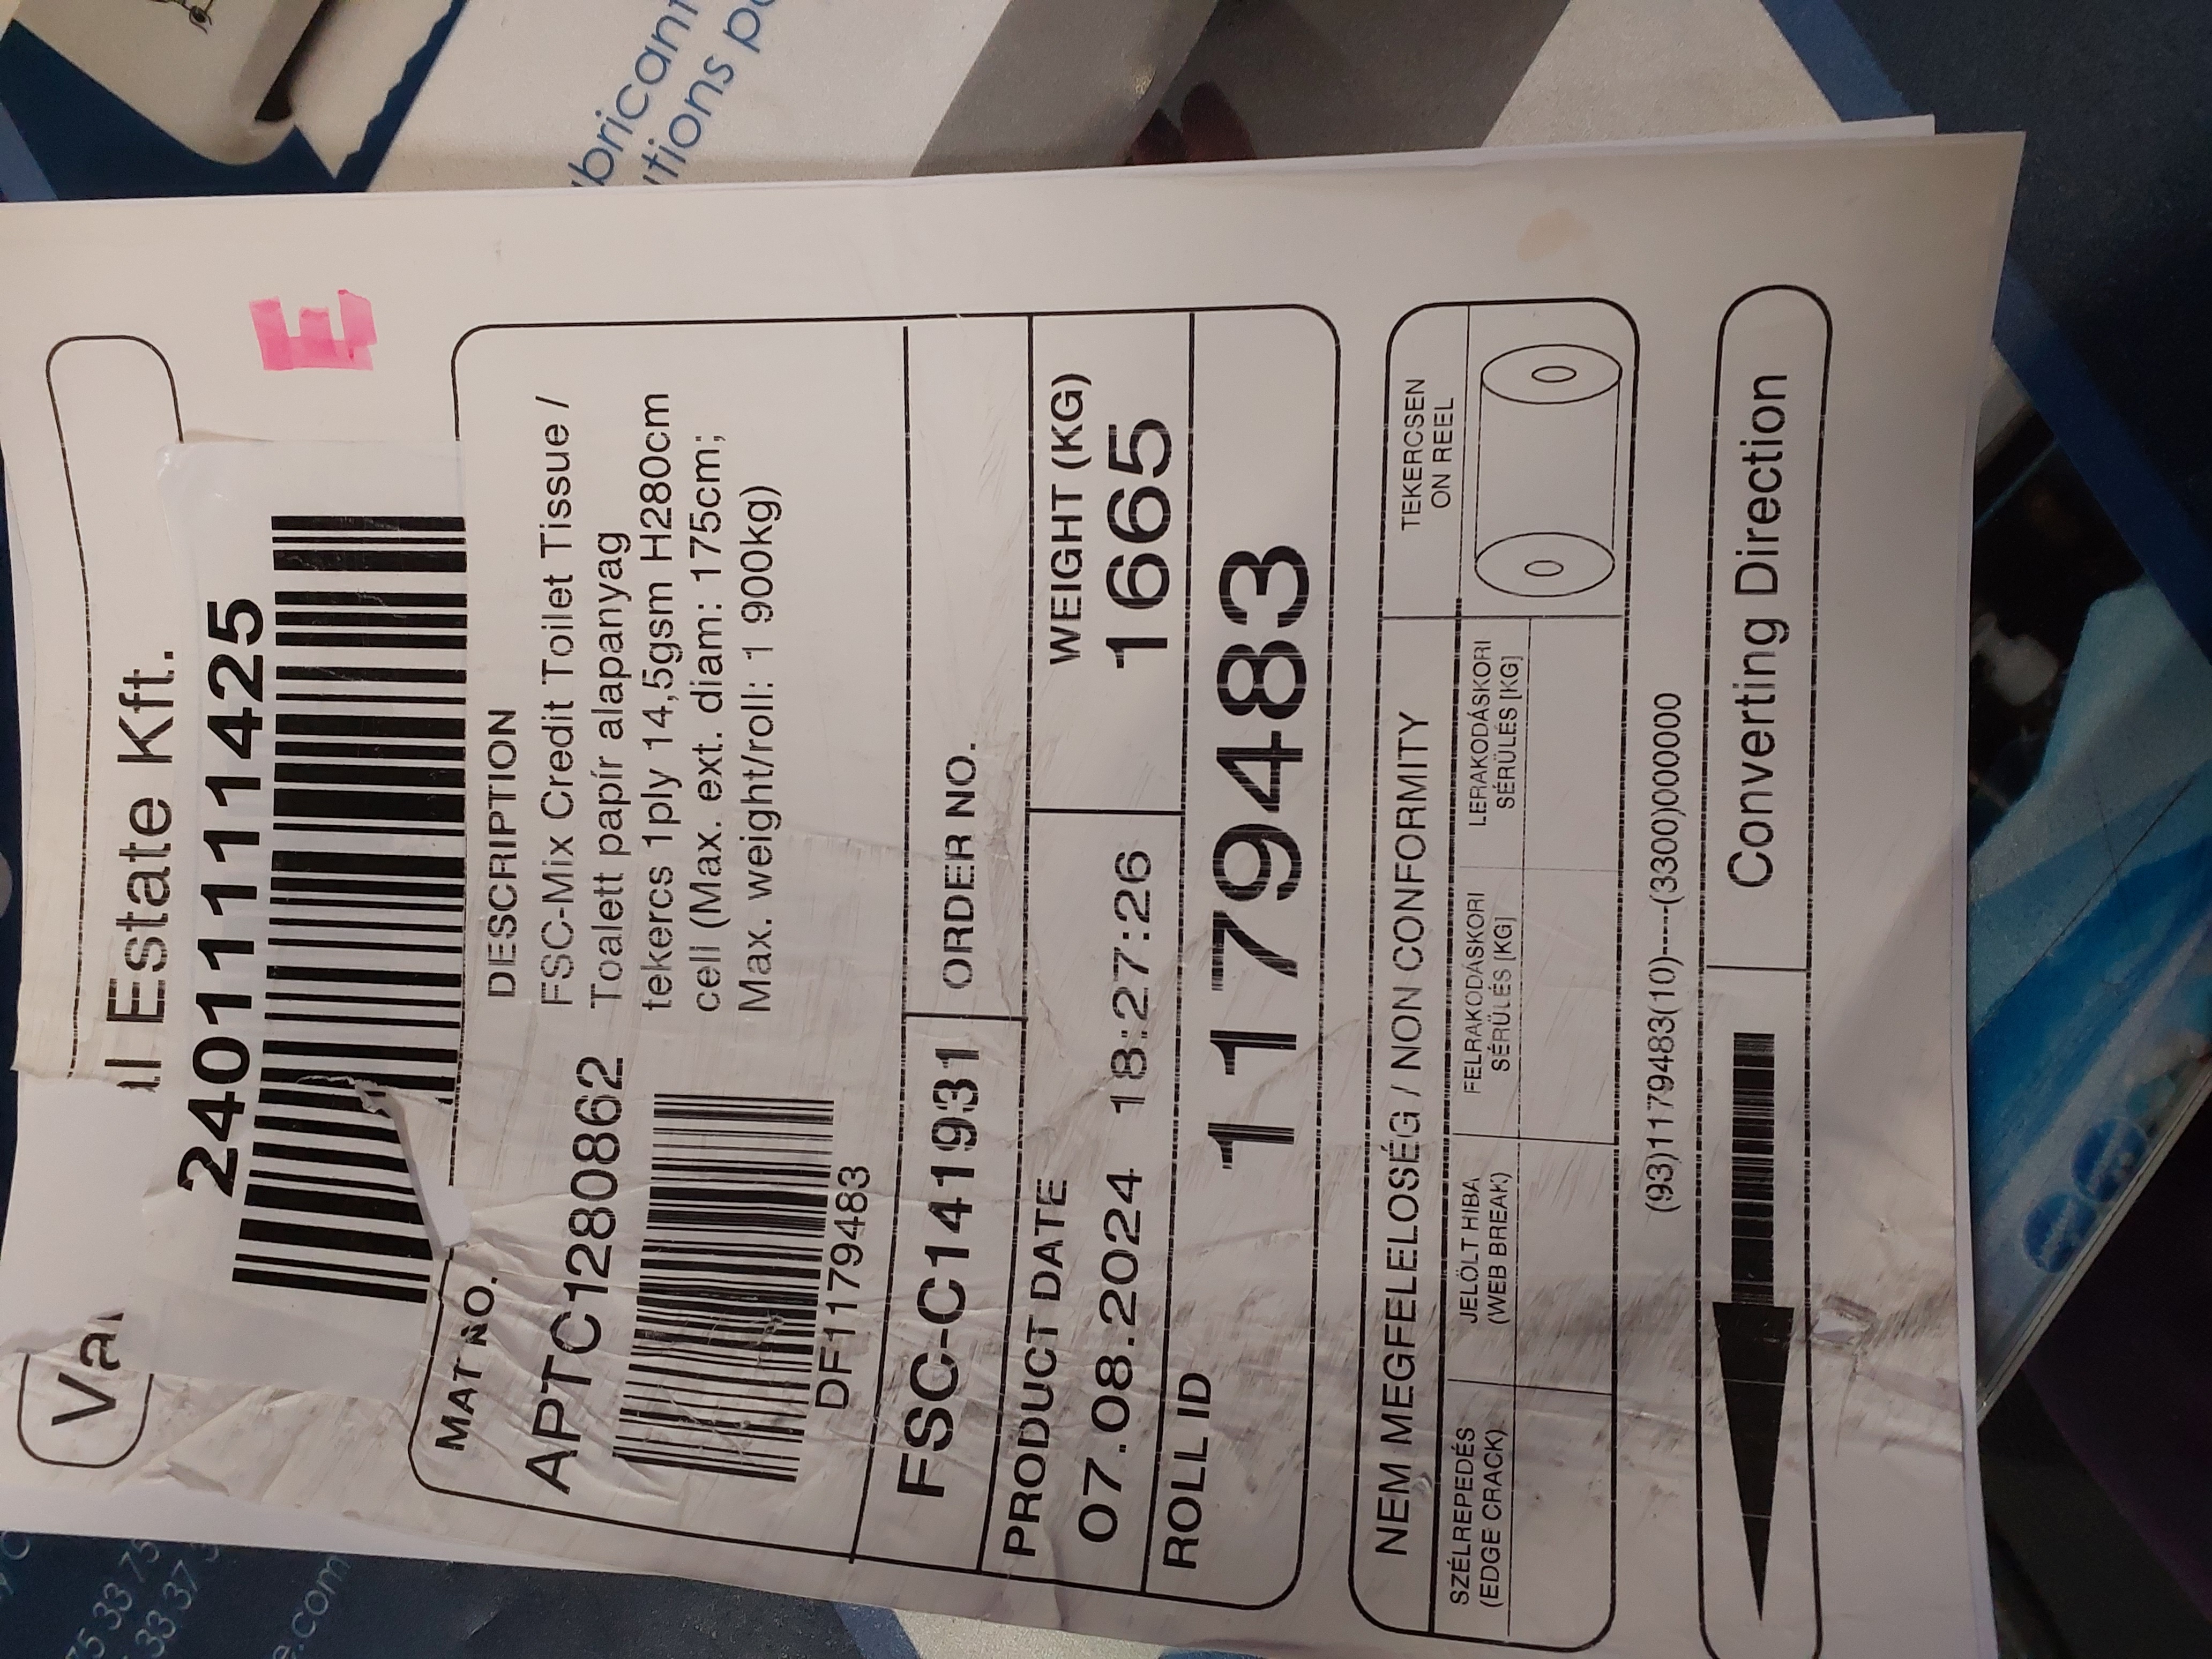 Estate Kft.
24011111425
E
MAT NO.
APTC1280862
DF1179483
DESCRIPTION
FSC-Mix Credit Toilet Tissue /
Toalett papír alapanyag
tekercs 1ply 14,5gsm H280cm
cell (Max. ext. diam: 175cm;
Max. weight/roll: 1 900kg)
FSC-C141931
ORDER NO.
PRODUCT DATE
07.08.2024 18:27:26
WEIGHT (KG)
1665
ROLL ID
1179483
NEM MEGFELELOSÉG / NON CONFORMITY
TEKERCSEN
ON REEL
SZÉLREPEDÉS
(EDGE CRACK)
JELÖLT HIBA
(WEB BREAK)
FELRAKODÁSKORI
SÉRÜLÉS [KG]
LERAKODÁSKORI
SÉRÜLÉS [KG]
(93)1179483(10)-----(3300)000000
Converting Direction